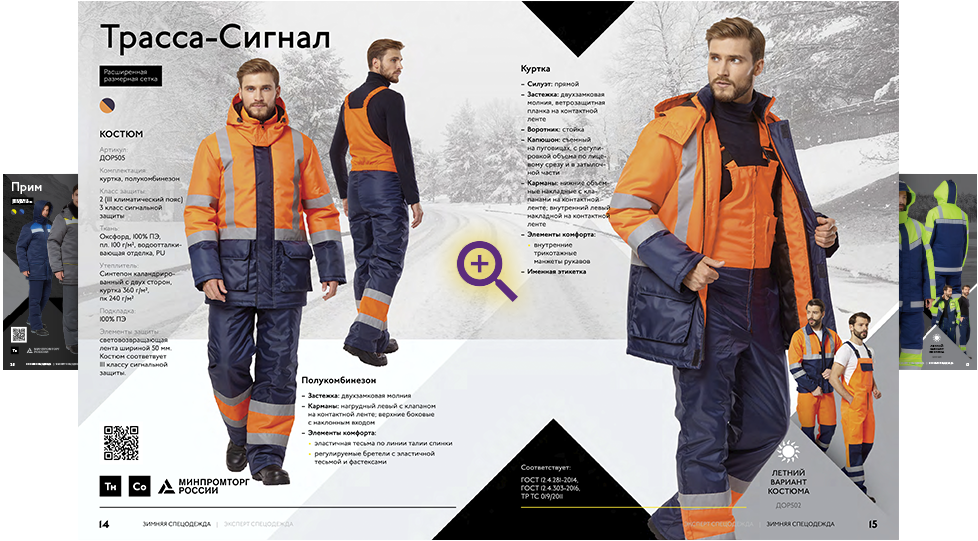 Трасса-Сигнал
Расширенная
размерная сетка
КОСТЮМ
Артикул:
ДОР505
Комплектация:
куртка, полукомбинезон
Класс защиты:
2 (III климатический пояс)
3 класс сигнальной
защиты
Ткань:
Оксфорд, 100% ПЭ,
пл. 100 г/м², водоотталки-
вающая отделка, PU
Утеплитель:
Синтепон каландриро-
ванный с двух сторон,
куртка 360 г/м²,
пк 240 г/м²
Подкладка:
100% ПЭ
Элементы защиты:
световозвращающая
лента шириной 50 мм.
Костюм соответствует
III классу сигнальной
защиты.
Тн Со МИНПРОМТОРГ
РОССИИ
14 ЗИМНЯЯ СПЕЦОДЕЖДА | ЭКСПЕРТ СПЕЦОДЕЖДА
Полукомбинезон
– Застежка: двухзамковая молния
– Карманы: нагрудный левый с клапаном
на контактной ленте; верхние боковые
с наклонным входом
– Элементы комфорта:
- эластичная тесьма по линии талии спинки
- регулируемые бретели с эластичной
тесьмой и фастексами
Куртка
– Силуэт: прямой
– Застежка: двухзамковая
молния, ветрозащитная
планка на контактной
ленте
– Воротник: стойка
– Капюшон: съемный
на пуговицах, с регули-
ровкой объема по лице-
вому срезу и в затылоч-
ной части
– Карманы: нижние объем-
ные накладные с кла-
панами на контактной
ленте; внутренний левый
накладной на контактной
ленте
– Элементы комфорта:
внутренние
трикотажные
манжеты рукавов
– Именная этикетка
Соответствует:
ГОСТ 12.4.281-2014,
ГОСТ 12.4.303-2016,
ТР ТС 019/2011
ЛЕТНИЙ
ВАРИАНТ
КОСТЮМА
ДОР502
ЭКСПЕРТ СПЕЦОДЕЖДА | ЗИМНЯЯ СПЕЦОДЕЖДА 15
Прим
Тн МИНПРОМТОРГ
РОССИИ